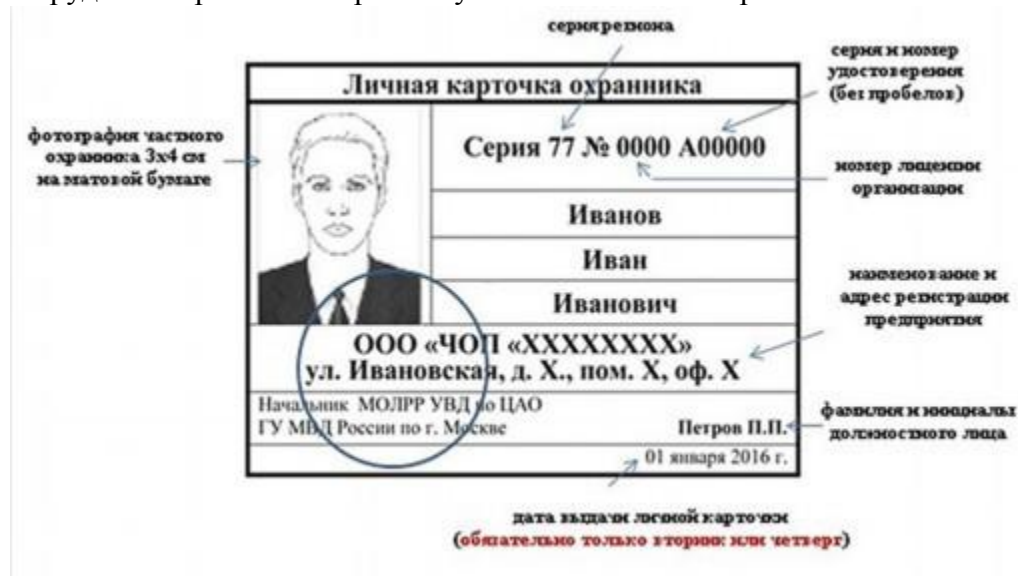 серия региона
серия и номер
удостоверения
(без пробелов)
Личная карточка охранника
фотография частного
охранника 3х4 см
на матовой бумаге
Серия 77 № 0000 А00000
номер лицензии
организации
Иванов
Иван
Иванович
наименование и
адрес регистрации
предприятия
ООО «ЧОП «ХХХХХХХХ»
ул. Ивановская, д. Х., пом. Х, оф. Х
Начальник МОЛРР УВД по ЦАО
ГУ МВД России по г. Москве
Петров П.П.
фамилия и инициалы
должностного лица
01 января 2016 г.
дата выдачи личной карточки
(обязательно только вторник или четверг)